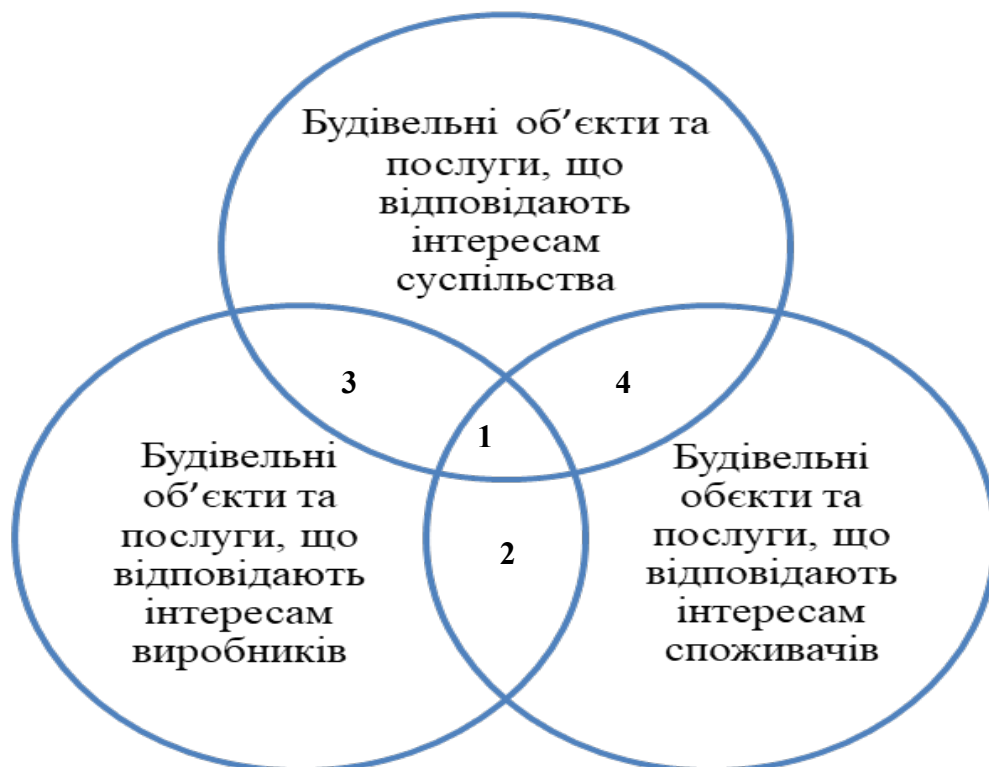 Будівельні об’єкти та
послуги, що
відповідають
інтересам
суспільства
3
4
1
Будівельні
об’єкти та
послуги, що
відповідають
інтересам
виробників
2
Будівельні
обєкти та
послуги, що
відповідають
інтересам
споживачів